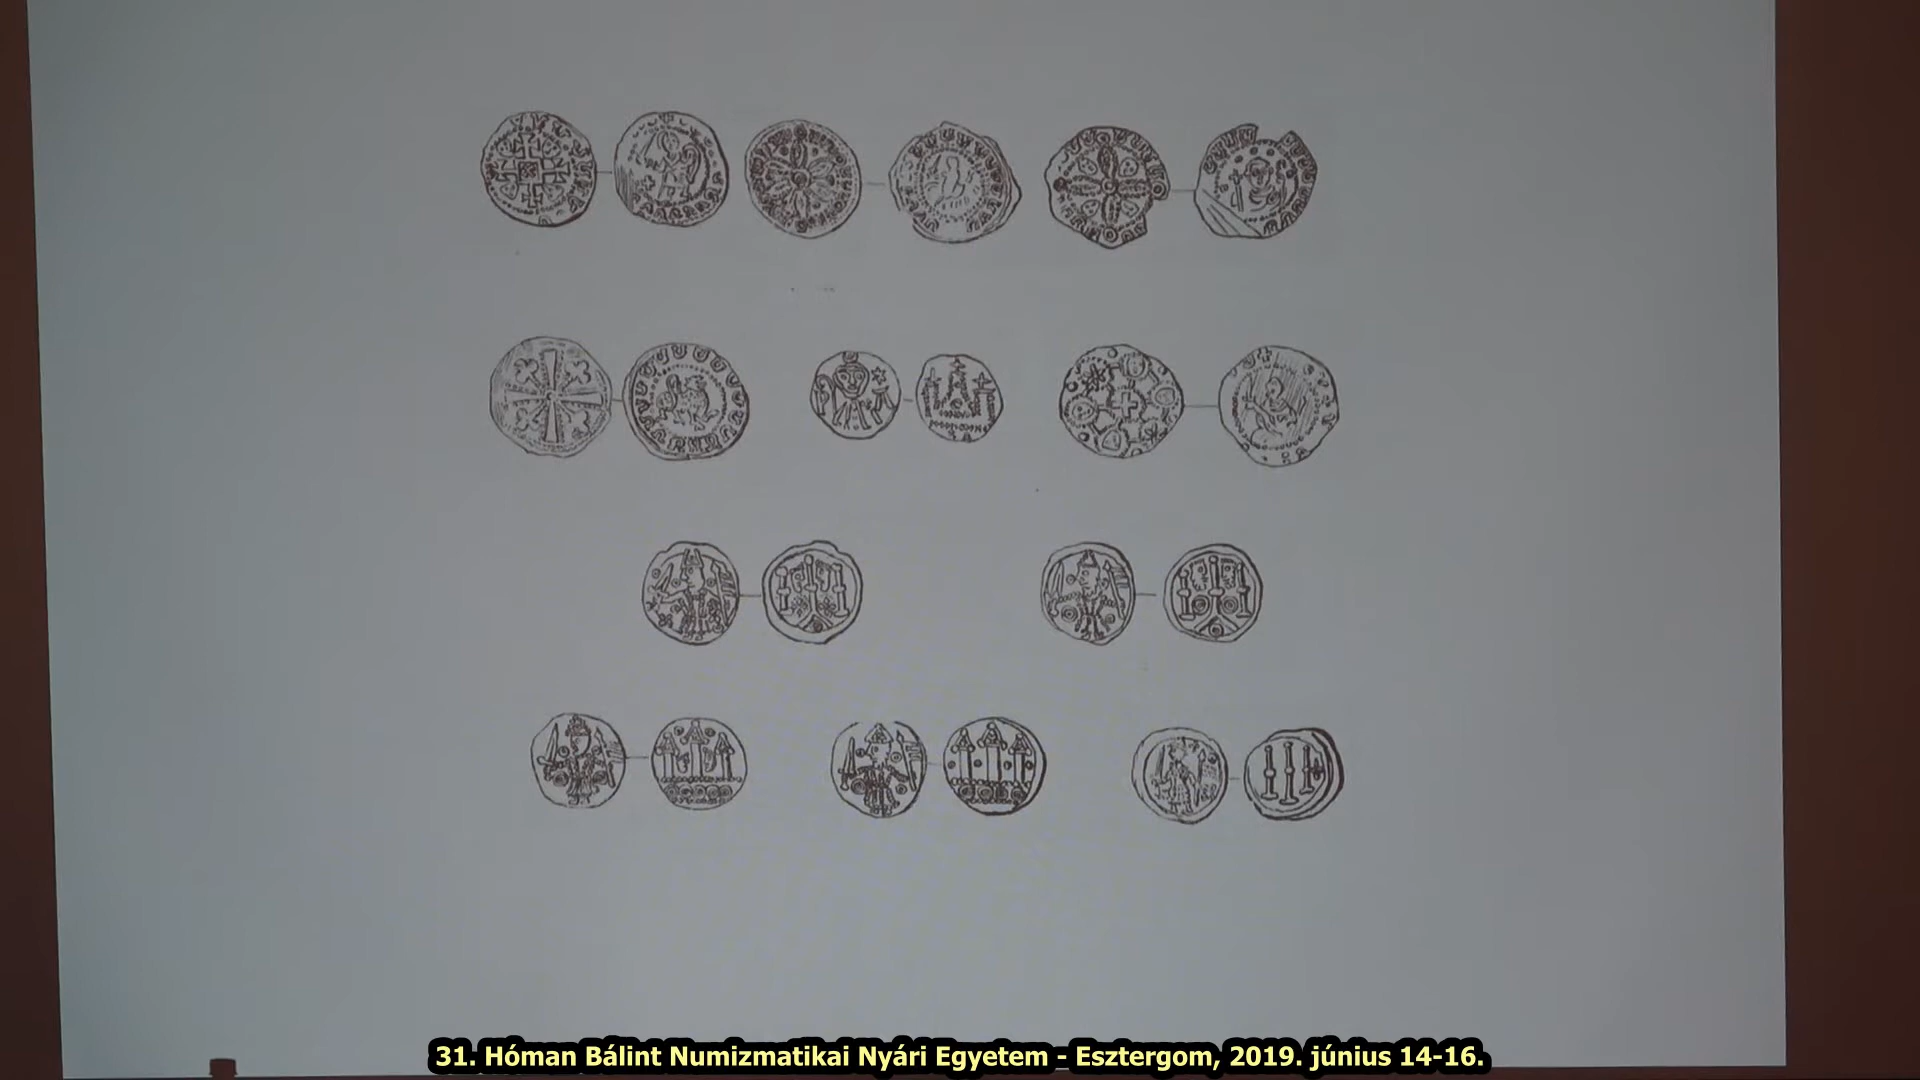 31. Hóman Bálint Numizmatikai Nyári Egyetem - Esztergom, 2019. június 14-16.